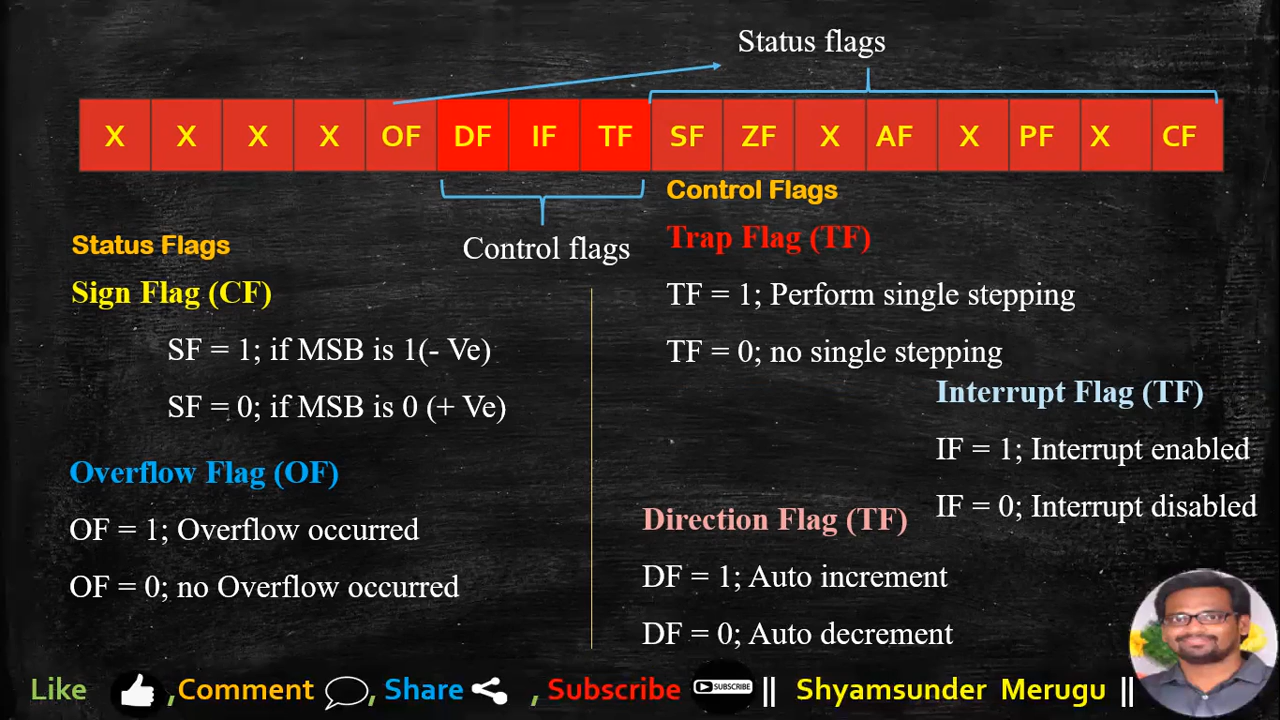 Status flags
X X X X OF DF IF TF SF ZF X AF X PF X CF
Control flags
Status Flags
Sign Flag (CF)
SF = 1; if MSB is 1(- Ve)
SF = 0; if MSB is 0 (+ Ve)
Overflow Flag (OF)
OF = 1; Overflow occurred
OF = 0; no Overflow occurred
Control Flags
Trap Flag (TF)
TF = 1; Perform single stepping
TF = 0; no single stepping
Interrupt Flag (TF)
IF = 1; Interrupt enabled
IF = 0; Interrupt disabled
Direction Flag (TF)
DF = 1; Auto increment
DF = 0; Auto decrement
Like ,Comment , Share , Subscribe SUBSCRIBE || Shyamsunder Merugu ||